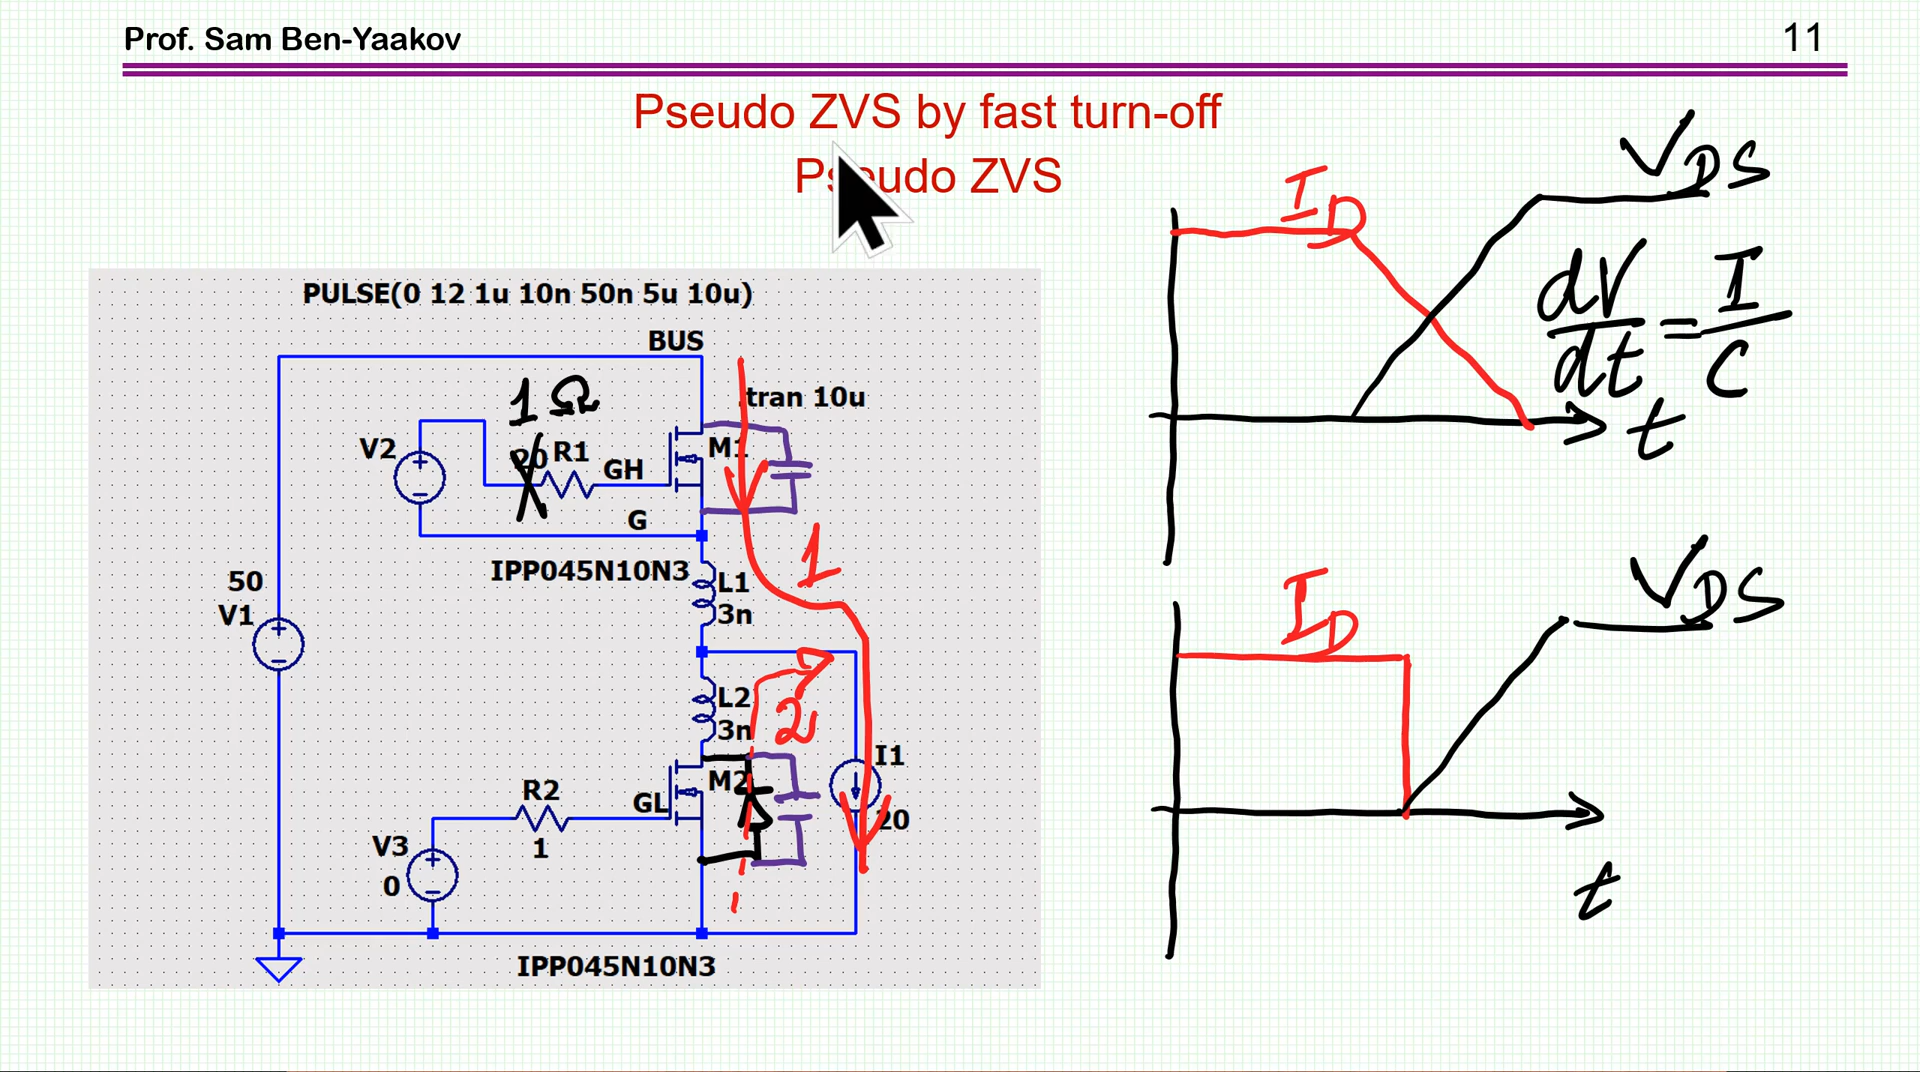 Prof. Sam Ben-Yaakov
11
Pseudo ZVS by fast turn-off
Pseudo ZVS
PULSE(0 12 1u 10n 50n 5u 10u)
BUS
.tran 10u
1 Ω
V2
20
R1
GH
M1
G
IPP045N10N3
L1
3n
1
50
V1
L2
3n
2
I1
20
M2
R2
GL
1
V3
0
IPP045N10N3
ID
VDS
dV/dt = I/C
t
ID
VDS
t